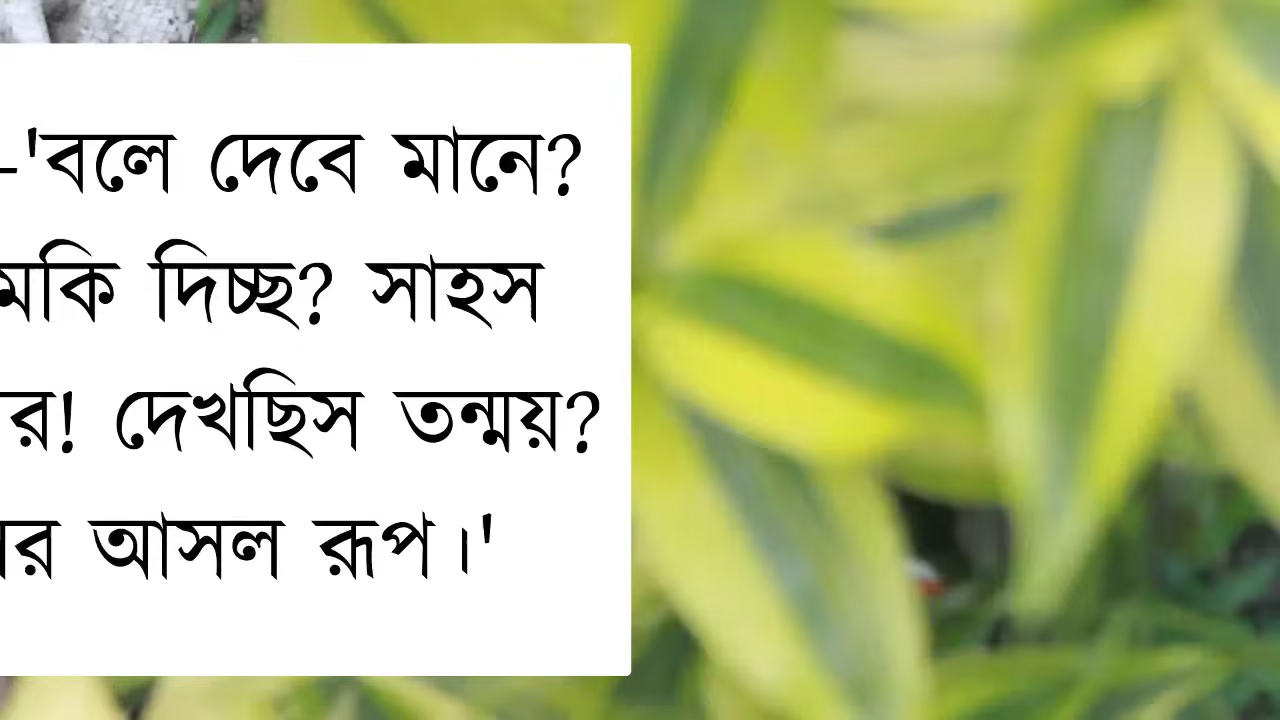 -'বলে দেবে মানে?
মকি দিচ্ছ? সাহস
র! দেখছিস তন্ময়?
র আসল রূপ।'